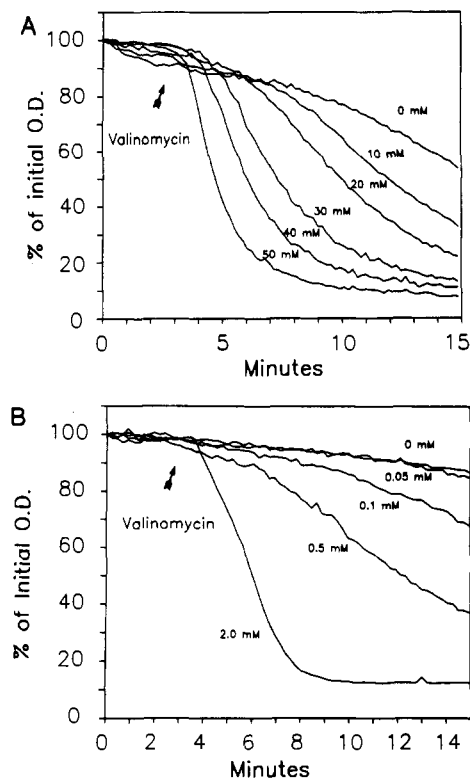 A
% of initial O.D.
100
80
60
40
20
0
Valinomycin
0 mM
10 mM
20 mM
30 mM
40 mM
50 mM
0 5 10 15
Minutes
B
% of Initial O.D.
100
80
60
40
20
0
Valinomycin
0 mM
0.05 mM
0.1 mM
0.5 mM
2.0 mM
0 2 4 6 8 10 12 14
Minutes